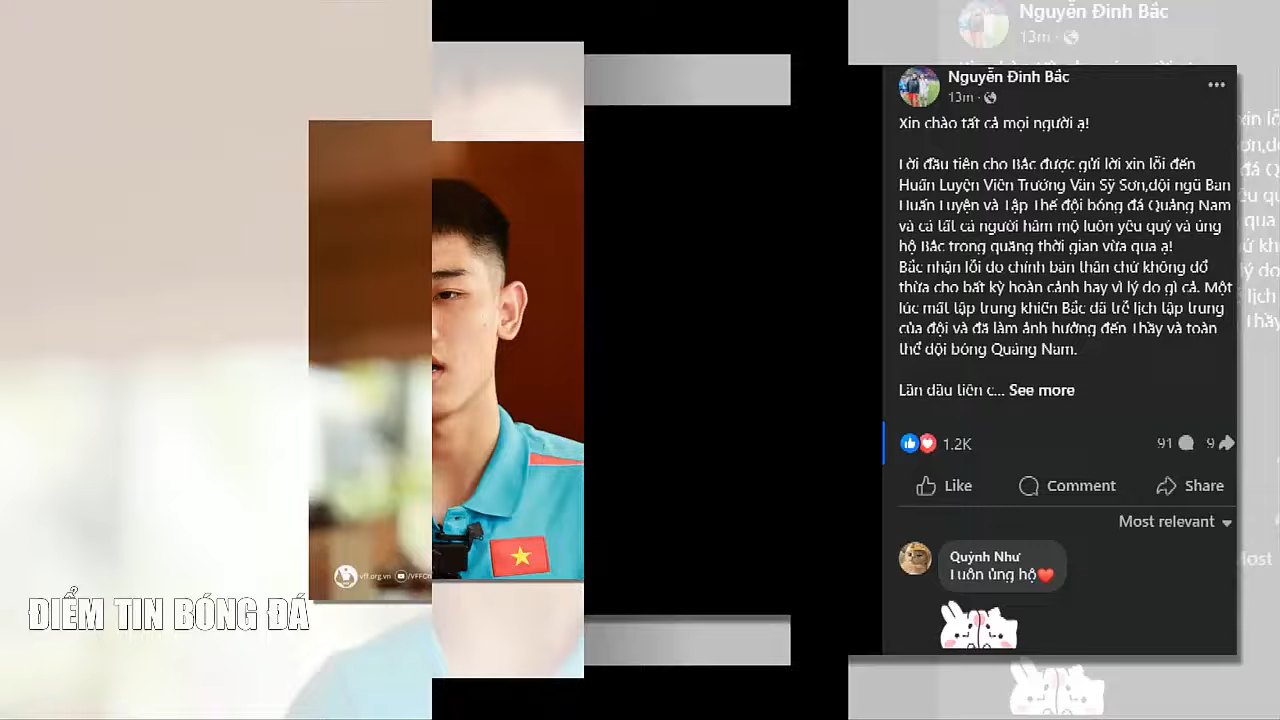 Nguyễn Đình Bắc
13m
Nguyễn Đình Bắc
13m
Xin chào tất cả mọi người ạ!
Lời đầu tiên cho Bắc được gửi lời xin lỗi đến
Huấn Luyện Viên Trưởng Văn Sỹ Sơn,đội ngũ Ban
Huấn Luyện và Tập Thể đội bóng đá Quảng Nam
và cả tất cả người hâm mộ luôn yêu quý và ủng
hộ Bắc trong quãng thời gian vừa qua ạ!
Bắc nhận lỗi do chính bản thân chứ không đổ
thừa cho bất kỳ hoàn cảnh hay vì lý do gì cả. Một
lúc mất tập trung khiến Bắc đã trễ lịch tập trung
của đội và đã làm ảnh hưởng đến Thầy và toàn
thể đội bóng Quảng Nam.
Lần đầu tiên c... See more
1.2K 91 9
Like Comment Share
Most relevant
Quỳnh Như
Luôn ủng hộ
vff.org.vn
ĐIỂM TIN BÓNG ĐÁ